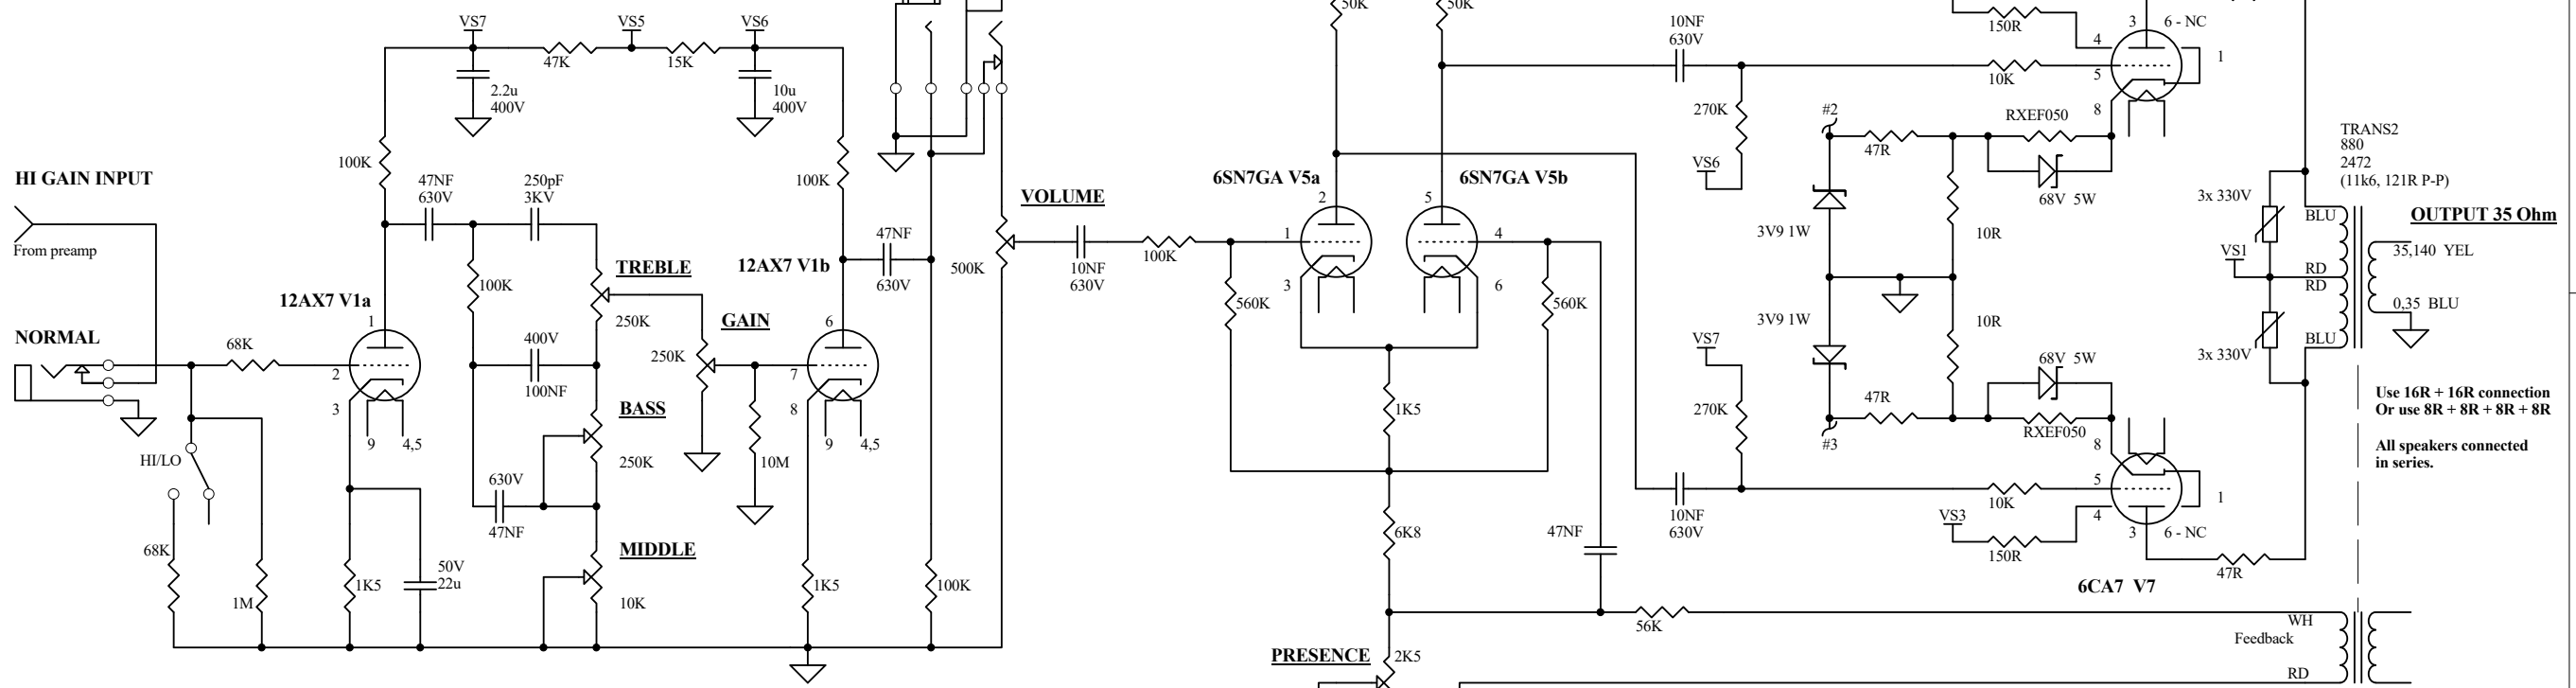 VS7
VS5
VS6
47K
15K
2.2u
400V
10u
400V
100K
100K
HI GAIN INPUT
From preamp
47NF
630V
250pF
3KV
100K
TREBLE
250K
12AX7 V1a
1
2
3
9
4,5
NORMAL
68K
HI/LO
68K
1M
1K5
50V
22u
400V
100NF
BASS
250K
630V
47NF
MIDDLE
10K
GAIN
250K
10M
12AX7 V1b
6
7
8
9
4,5
1K5
47NF
630V
100K
VOLUME
500K
10NF
630V
100K
50K
50K
6SN7GA V5a
2
1
3
6SN7GA V5b
5
4
6
560K
560K
1K5
6K8
47NF
56K
PRESENCE
2K5
10NF
630V
270K
VS6
10K
150R
3
6 - NC
4
5
1
8
#2
47R
RXEF050
68V 5W
3V9 1W
10R
3V9 1W
10R
VS7
270K
47R
#3
68V 5W
RXEF050
10NF
630V
10K
VS3
150R
8
5
4
1
3
6 - NC
47R
6CA7 V7
TRANS2
880
2472
(11k6, 121R P-P)
3x 330V
BLU
VS1
RD
RD
3x 330V
BLU
OUTPUT 35 Ohm
35,140 YEL
0,35 BLU
Use 16R + 16R connection
Or use 8R + 8R + 8R + 8R
All speakers connected
in series.
WH
Feedback
RD